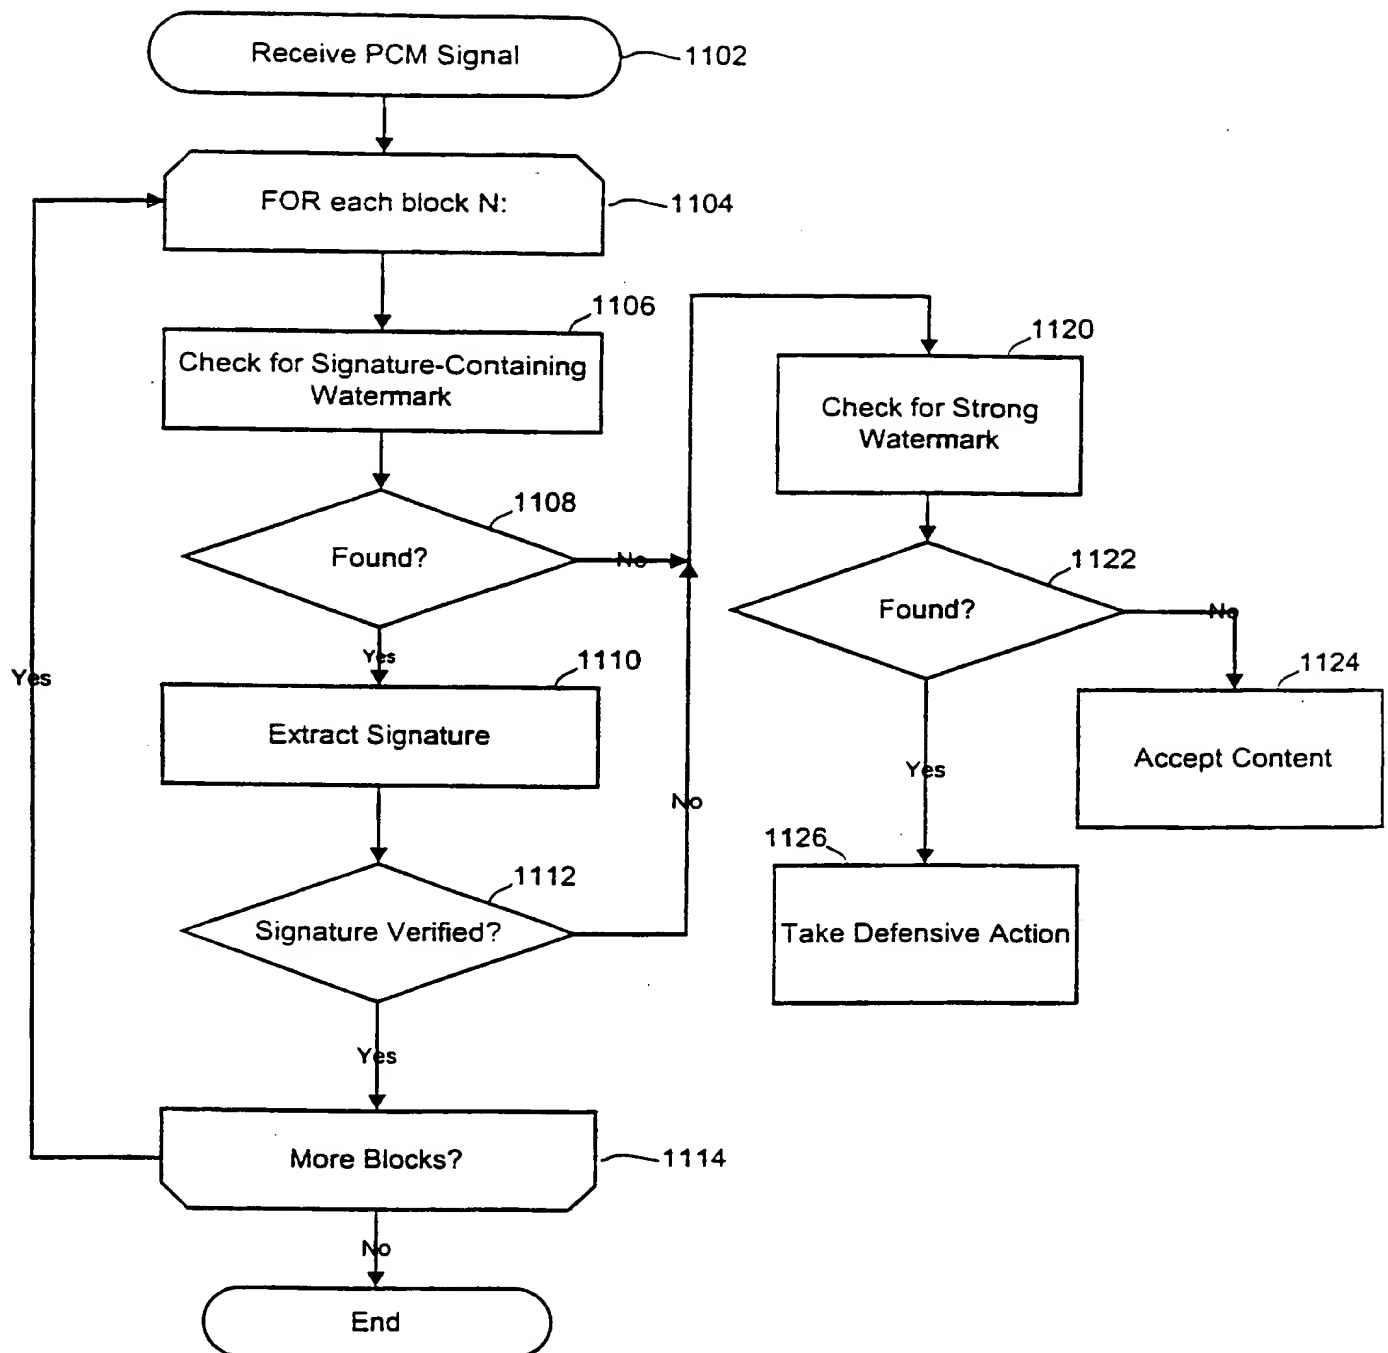 Receive PCM Signal
1102
FOR each block N:
1104
1106
Check for Signature-Containing
Watermark
1108
Found?
No
Yes
1110
Extract Signature
1112
Signature Verified?
No
Yes
Yes
More Blocks?
1114
No
End
1120
Check for Strong
Watermark
1122
Found?
No
1124
Accept Content
Yes
1126
Take Defensive Action